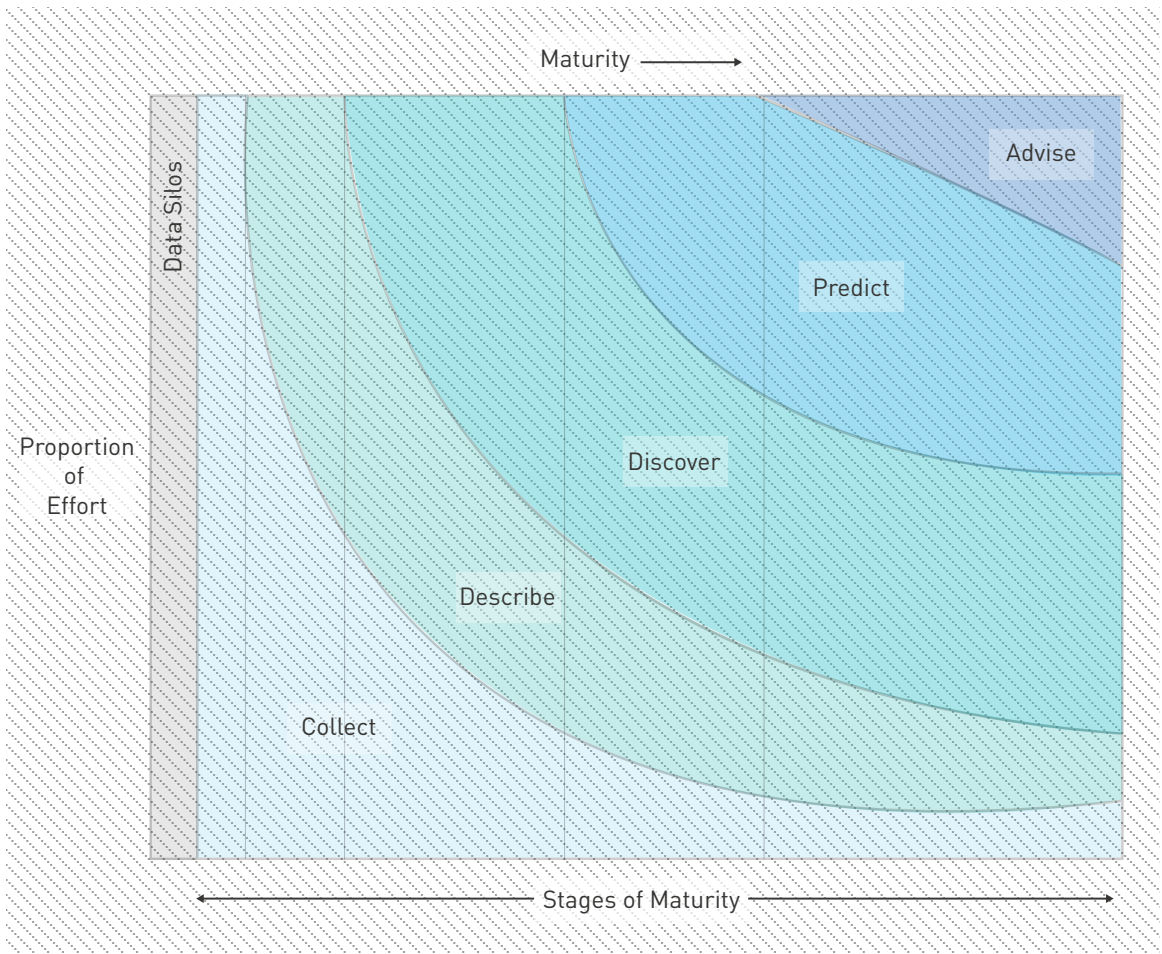 Maturity
Data Silos
Advise
Predict
Proportion
of
Effort
Discover
Describe
Collect
Stages of Maturity